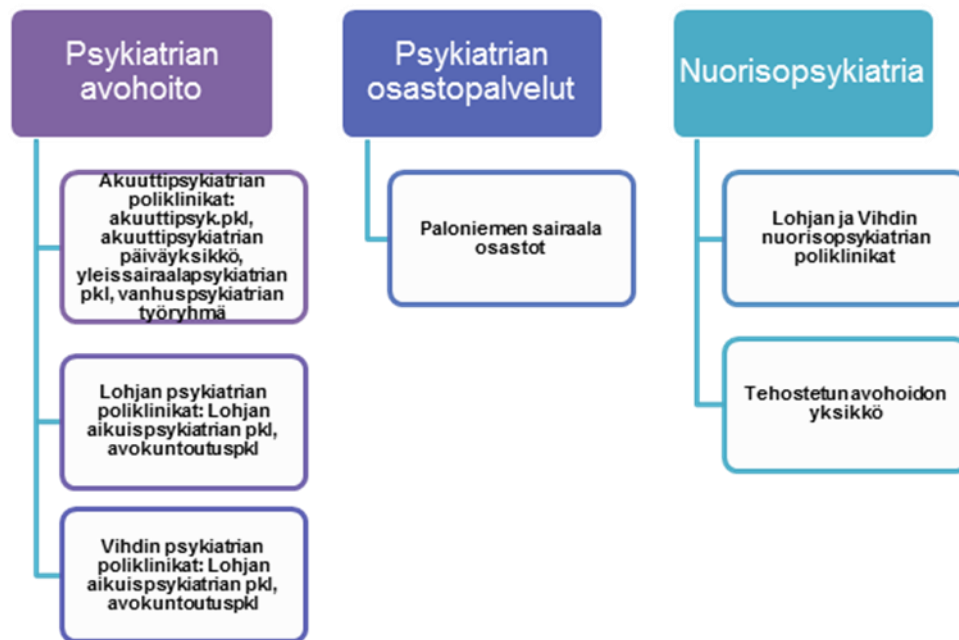 Psykiatrian
avohoito
Akuuttipsykiatrian
poliklinikat:
akuuttipsyk.pkl,
akuuttipsykiatrian
päiväyksikkö,
yleissairaalapsykiatrian
pkl, vanhuspsykiatrian
työryhmä
Lohjan psykiatrian
poliklinikat: Lohjan
aikuispsykiatrian pkl,
avokuntoutuspkl
Vihdin psykiatrian
poliklinikat: Lohjan
aikuispsykiatrian pkl,
avokuntoutuspkl
Psykiatrian
osastopalvelut
Paloniemen sairaala
osastot
Nuorisopsykiatria
Lohjan ja Vihdin
nuorisopsykiatrian
poliklinikat
Tehostetun avohoidon
yksikkö